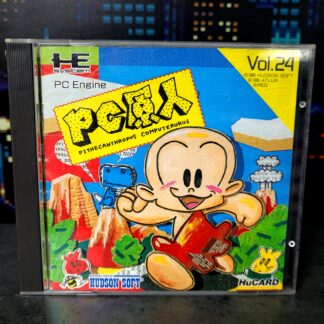 HE
SYSTEM
PC Engine
Vol.24
PC原人
PITHECANTHROPUS COMPUTERURUS
HUDSON SOFT
HuCARD